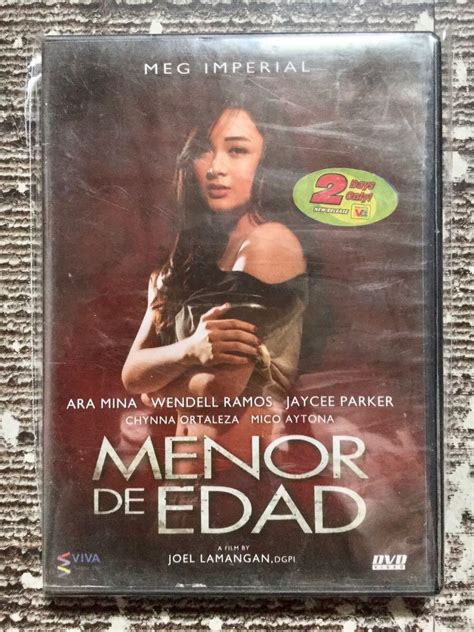 MEG IMPERIAL
2 Days Only!
NEW RELEASE
ARA MINA WENDELL RAMOS JAYCEE PARKER
CHYNNA ORTALEZA MICO AYTONA
MENOR
DE EDAD
A FILM BY
JOEL LAMANGAN, DGPI
VIVA
DVD
VIDEO